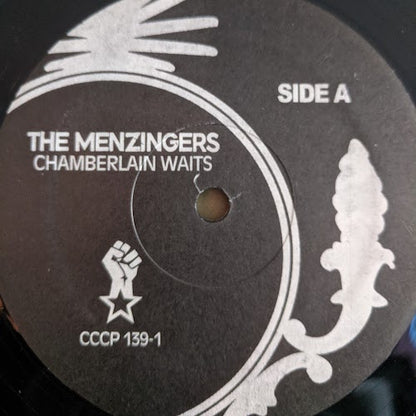 SIDE A
THE MENZINGERS
CHAMBERLAIN WAITS
CCCP 139-1